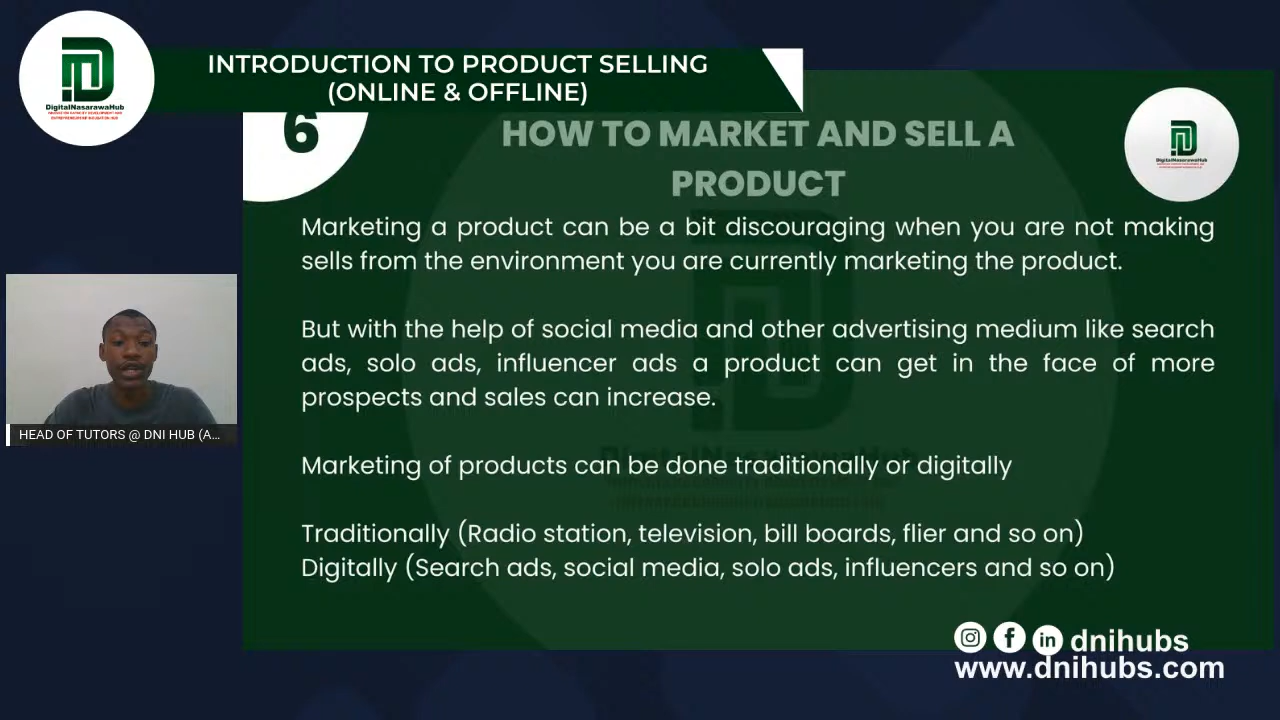 INTRODUCTION TO PRODUCT SELLING
(ONLINE & OFFLINE)
DigitalNasarawaHub
6
HOW TO MARKET AND SELL A
PRODUCT
DigitalNasarawaHub
Marketing a product can be a bit discouraging when you are not making
sells from the environment you are currently marketing the product.
But with the help of social media and other advertising medium like search
ads, solo ads, influencer ads a product can get in the face of more
prospects and sales can increase.
Marketing of products can be done traditionally or digitally
Traditionally (Radio station, television, bill boards, flier and so on)
Digitally (Search ads, social media, solo ads, influencers and so on)
HEAD OF TUTORS @ DNI HUB (A...
dnihubs
www.dnihubs.com